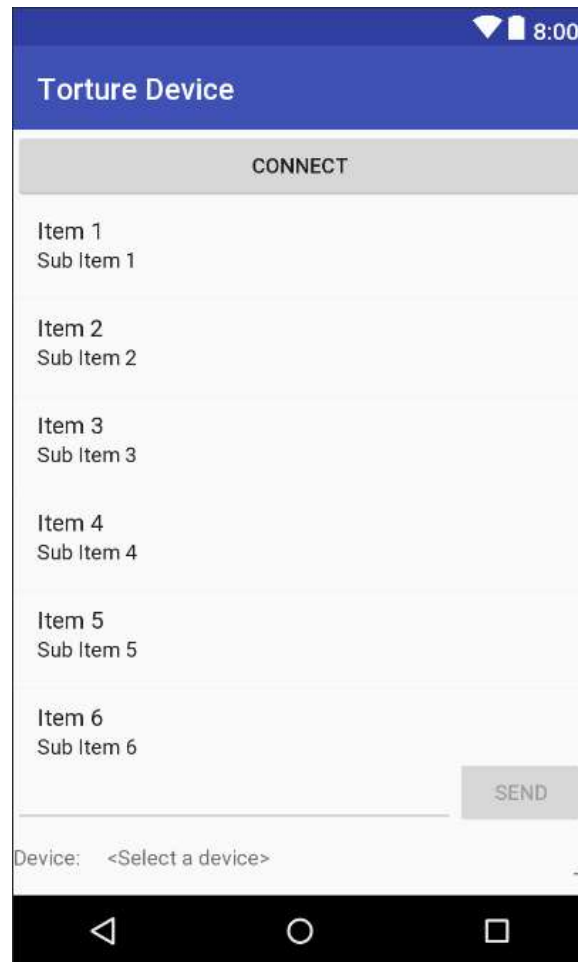 8:00
Torture Device
CONNECT
Item 1
Sub Item 1
Item 2
Sub Item 2
Item 3
Sub Item 3
Item 4
Sub Item 4
Item 5
Sub Item 5
Item 6
Sub Item 6
SEND
Device: <Select a device>